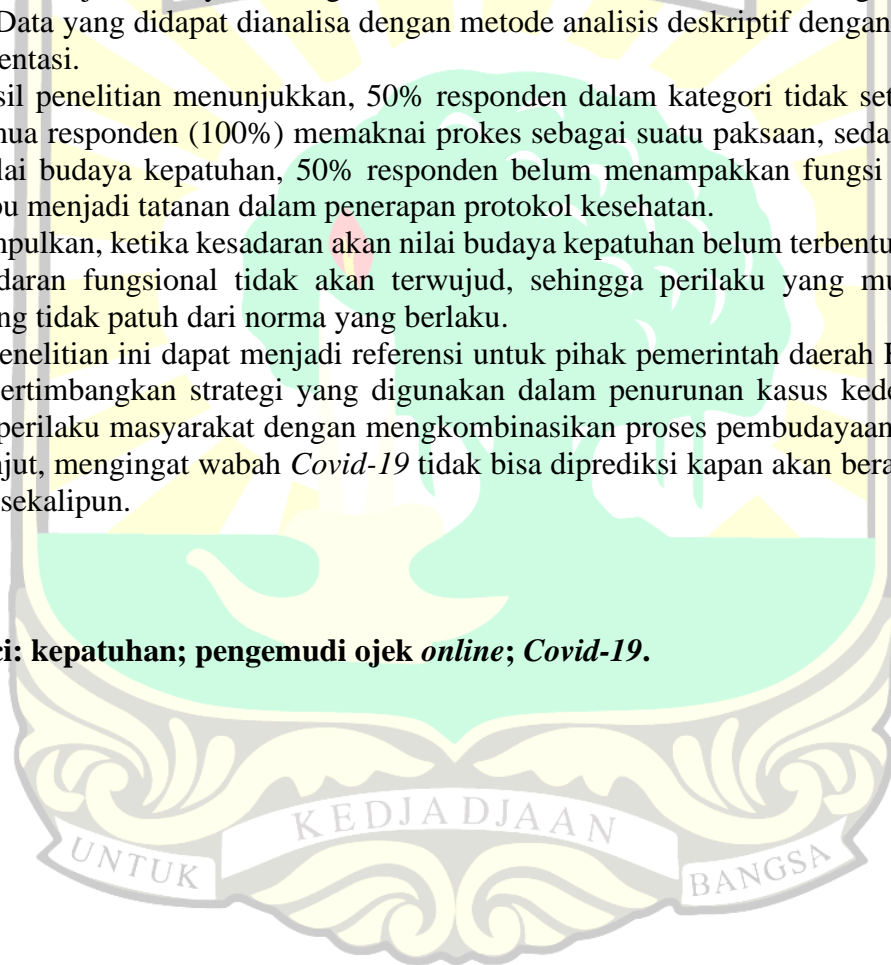 Data yang didapat dianalisa dengan metode analisis deskriptif dengan
entasi.
sil penelitian menunjukkan, 50% responden dalam kategori tidak set
nua responden (100%) memaknai prokes sebagai suatu paksaan, seda
lai budaya kepatuhan, 50% responden belum menampakkan fungsi
pu menjadi tatanan dalam penerapan protokol kesehatan.
npulkan, ketika kesadaran akan nilai budaya kepatuhan belum terbentu
daran fungsional tidak akan terwujud, sehingga perilaku yang mu
ng tidak patuh dari norma yang berlaku.
enelitian ini dapat menjadi referensi untuk pihak pemerintah daerah
ertimbangkan strategi yang digunakan dalam penurunan kasus kede
perilaku masyarakat dengan mengkombinasikan proses pembudayaan
njut, mengingat wabah Covid-19 tidak bisa diprediksi kapan akan bera
sekalipun.
ci: kepatuhan; pengemudi ojek online; Covid-19.
UNTUK KEDJADJAAN BANGSA